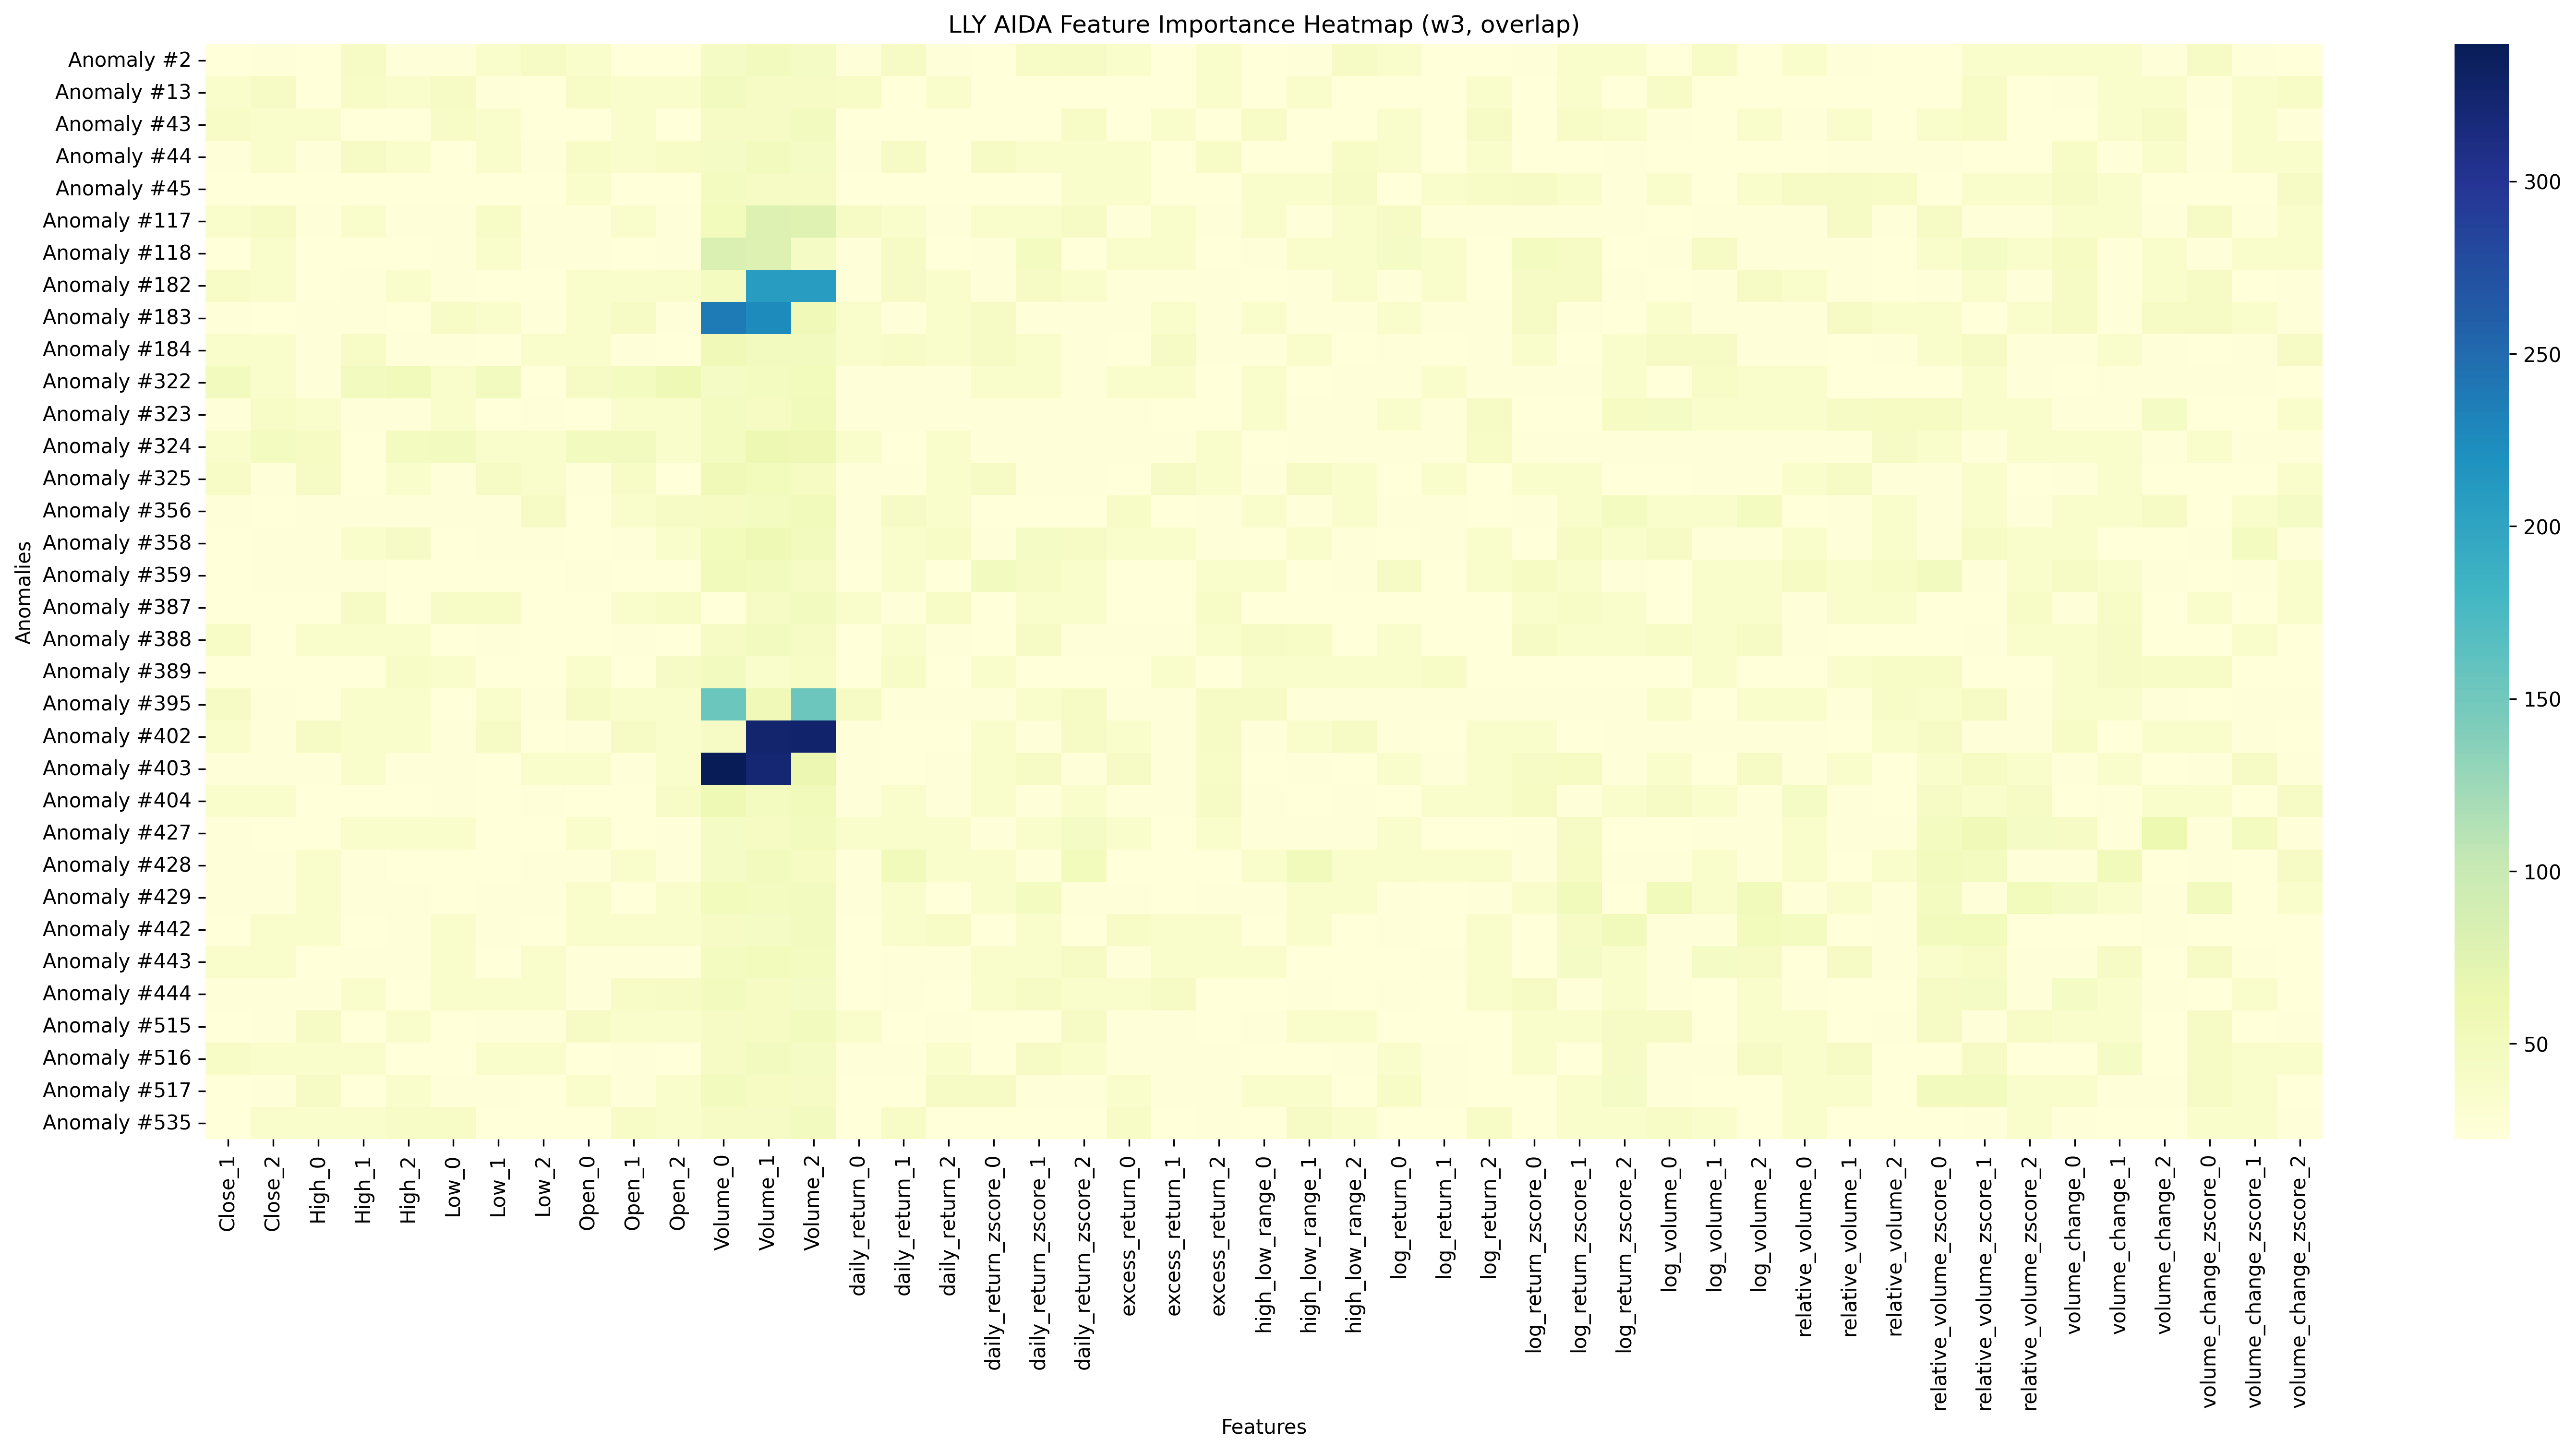 LLY AIDA Feature Importance Heatmap (w3, overlap)
Anomalies
Anomaly #2
Anomaly #13
Anomaly #43
Anomaly #44
Anomaly #45
Anomaly #117
Anomaly #118
Anomaly #182
Anomaly #183
Anomaly #184
Anomaly #322
Anomaly #323
Anomaly #324
Anomaly #325
Anomaly #356
Anomaly #358
Anomaly #359
Anomaly #387
Anomaly #388
Anomaly #389
Anomaly #395
Anomaly #402
Anomaly #403
Anomaly #404
Anomaly #427
Anomaly #428
Anomaly #429
Anomaly #442
Anomaly #443
Anomaly #444
Anomaly #515
Anomaly #516
Anomaly #517
Anomaly #535
Close_1
Close_2
High_0
High_1
High_2
Low_0
Low_1
Low_2
Open_0
Open_1
Open_2
Volume_0
Volume_1
Volume_2
daily_return_0
daily_return_1
daily_return_2
daily_return_zscore_0
daily_return_zscore_1
daily_return_zscore_2
excess_return_0
excess_return_1
excess_return_2
high_low_range_0
high_low_range_1
high_low_range_2
log_return_0
log_return_1
log_return_2
log_return_zscore_0
log_return_zscore_1
log_return_zscore_2
log_volume_0
log_volume_1
log_volume_2
relative_volume_0
relative_volume_1
relative_volume_2
relative_volume_zscore_0
relative_volume_zscore_1
relative_volume_zscore_2
volume_change_0
volume_change_1
volume_change_2
volume_change_zscore_0
volume_change_zscore_1
volume_change_zscore_2
Features
300
250
200
150
100
50